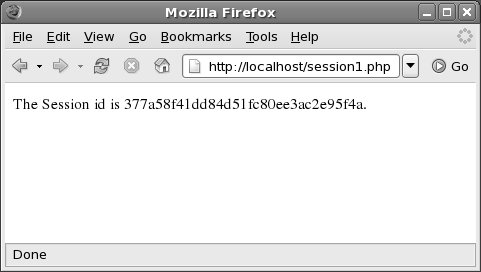 Mozilla Firefox
File Edit View Go Bookmarks Tools Help
http://localhost/session1.php Go
The Session id is 377a58f41dd84d51fc80ee3ac2e95f4a.
Done